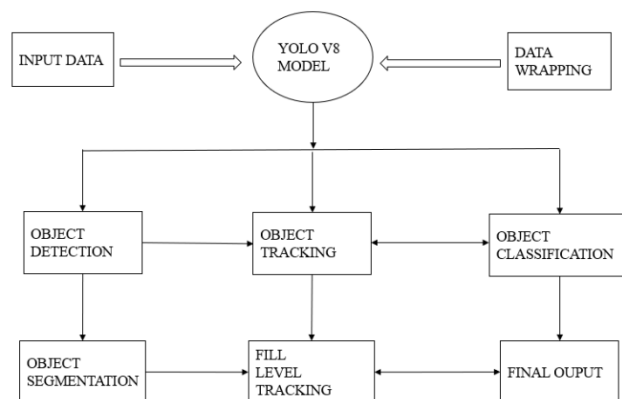 INPUT DATA
YOLO V8
MODEL
DATA
WRAPPING
OBJECT
DETECTION
OBJECT
TRACKING
OBJECT
CLASSIFICATION
OBJECT
SEGMENTATION
FILL
LEVEL
TRACKING
FINAL OUPUT